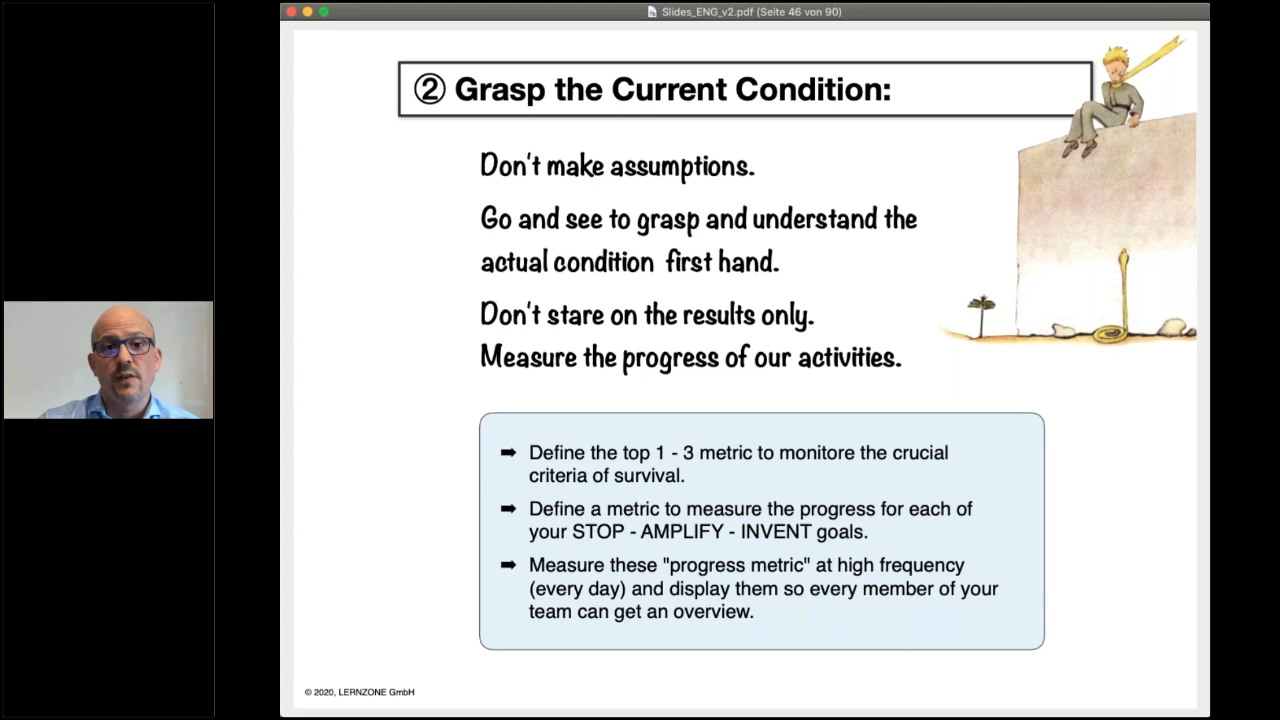 Slides_ENG_v2.pdf (Seite 46 von 90)
② Grasp the Current Condition:
Don't make assumptions.
Go and see to grasp and understand the
actual condition first hand.
Don't stare on the results only.
Measure the progress of our activities.
➡ Define the top 1 - 3 metric to monitore the crucial
criteria of survival.
➡ Define a metric to measure the progress for each of
your STOP - AMPLIFY - INVENT goals.
➡ Measure these "progress metric" at high frequency
(every day) and display them so every member of your
team can get an overview.
© 2020, LERNZONE GmbH